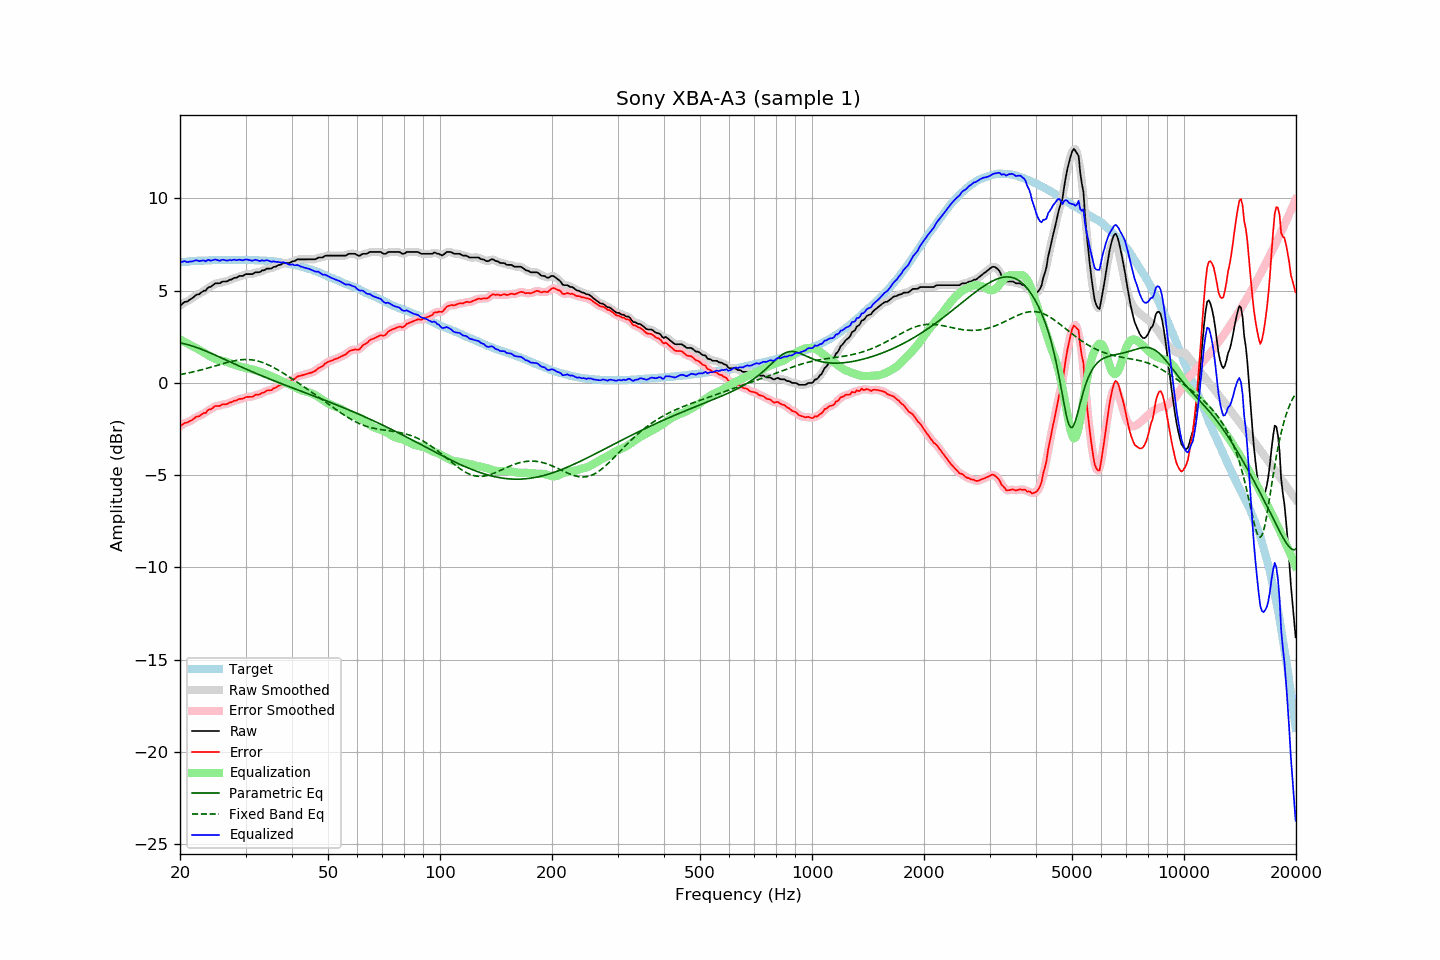 Sony XBA-A3 (sample 1)
10
5
0
−5
−10
−15
−20
−25
Amplitude (dBr)
Target
Raw Smoothed
Error Smoothed
Raw
Error
Equalization
Parametric Eq
Fixed Band Eq
Equalized
20 50 100 200 500 1000 2000 5000 10000 20000
Frequency (Hz)